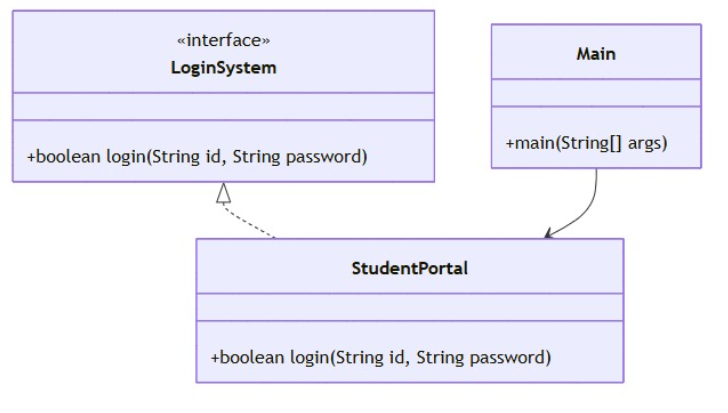 «interface»
LoginSystem
+boolean login(String id, String password)
Main
+main(String[] args)
StudentPortal
+boolean login(String id, String password)